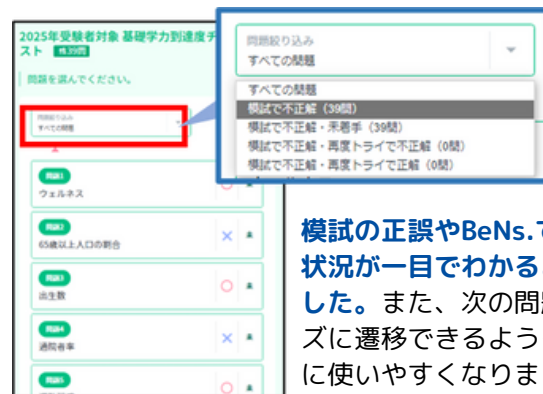 2025年受験者対象 基礎学力到達度テ
スト 残39問
問題を選んでください。
問題絞り込み
すべての問題
問題1
ウェルネス
問題2
65歳以上人口の割合
問題3
出生数
問題4
通院者率
問題5
問題絞り込み
すべての問題
すべての問題
模試で不正解（39問）
模試で不正解・未着手（39問）
模試で不正解・再度トライで不正解（0問）
模試で不正解・再度トライで正解（0問）
模試の正誤やBeNs.で
状況が一目でわかる
した。また、次の問題
ズに遷移できるよう
に使いやすくなりま